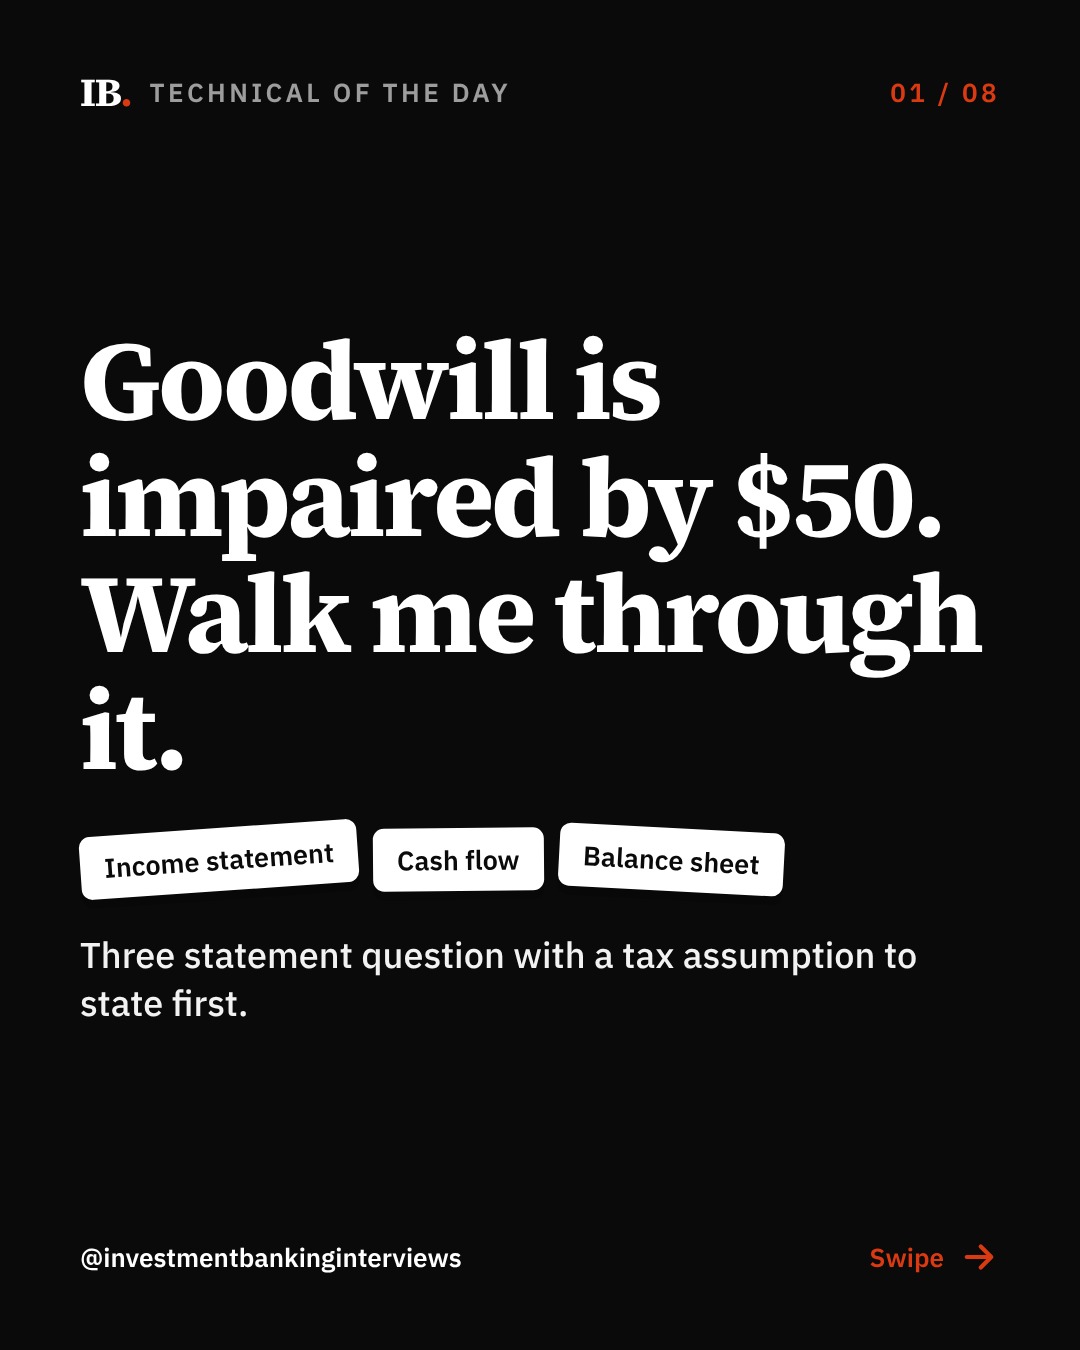 IB. TECHNICAL OF THE DAY
01 / 08
Goodwill is
impaired by $50.
Walk me through
it.
Income statement
Cash flow
Balance sheet
Three statement question with a tax assumption to
state first.
@investmentbankinginterviews
Swipe →